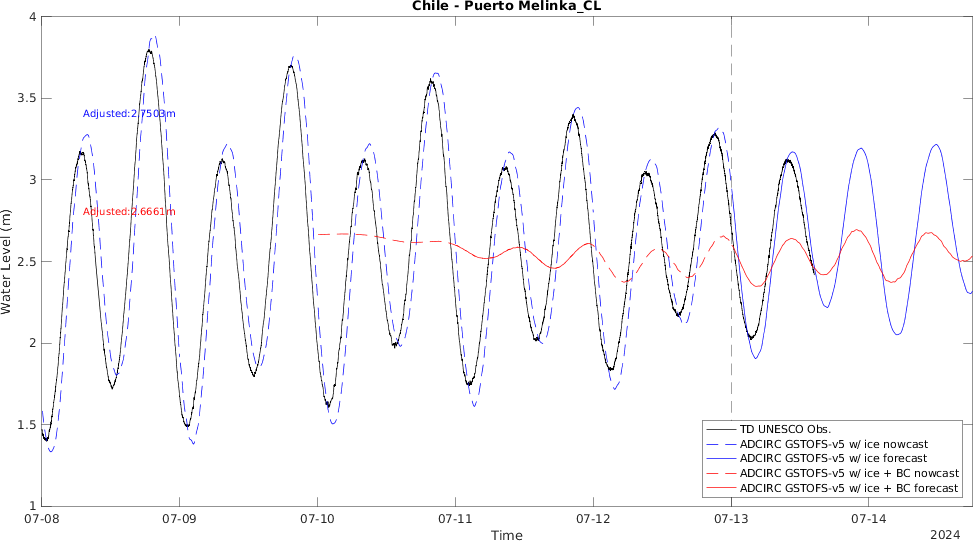 Chile - Puerto Melinka_CL
4
3.5
3
2.5
2
1.5
1
Water Level (m)
Adjusted:2.7503m
Adjusted:2.6661m
TD UNESCO Obs.
ADCIRC GSTOFS-v5 w/ ice nowcast
ADCIRC GSTOFS-v5 w/ ice forecast
ADCIRC GSTOFS-v5 w/ ice + BC nowcast
ADCIRC GSTOFS-v5 w/ ice + BC forecast
07-08 07-09 07-10 07-11 07-12 07-13 07-14
Time
2024